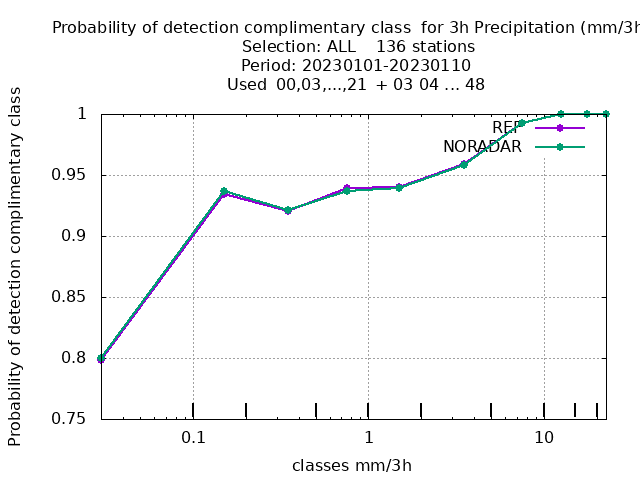 Probability of detection complimentary class for 3h Precipitation (mm/3h
Selection: ALL 136 stations
Period: 20230101-20230110
Used 00,03,...,21 + 03 04 ... 48
Probability of detection complimentary class
1
0.95
0.9
0.85
0.8
0.75
REF
NORADAR
0.1
1
10
classes mm/3h